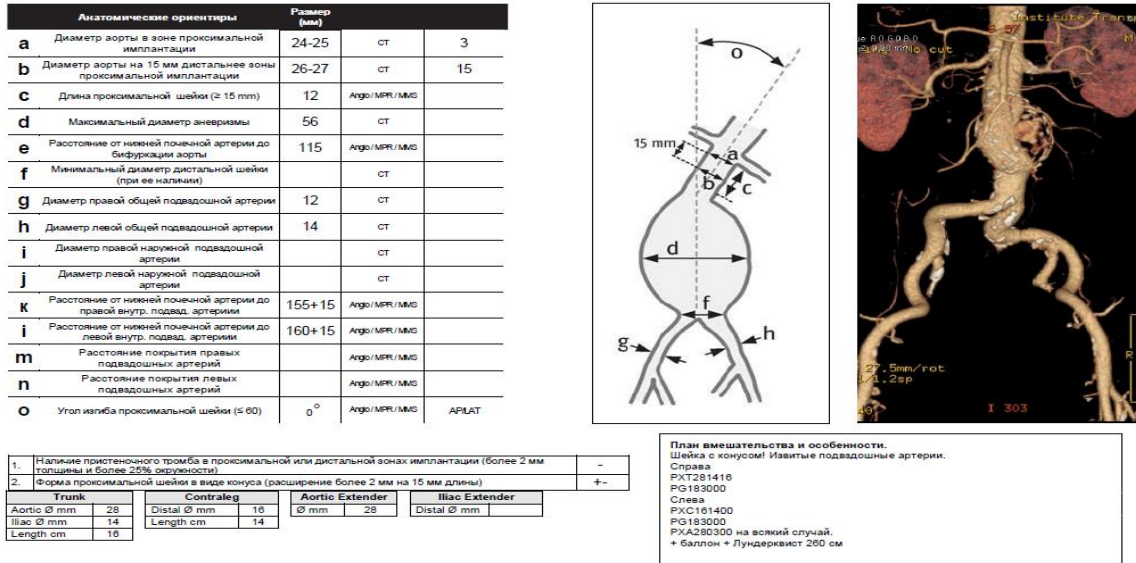 Анатомические ориентиры Размер (мм)
a Диаметр аорты в зоне проксимальной имплантации 24-25 CT 3
b Диаметр аорты на 15 мм дистальнее зоны проксимальной имплантации 26-27 CT 15
c Длина проксимальной шейки (≥ 15 mm) 12 Angio / MPR / MMS
d Максимальный диаметр аневризмы 56 CT
e Расстояние от нижней почечной артерии до бифуркации аорты 115 Angio / MPR / MMS
f Минимальный диаметр дистальной шейки (при ее наличии) CT
g Диаметр правой общей подвздошной артерии 12 CT
h Диаметр левой общей подвздошной артерии 14 CT
i Диаметр правой наружной подвздошной артерии CT
j Диаметр левой наружной подвздошной артерии CT
к Расстояние от нижней почечной артерии до правой внутр. подвзд. артериии 155+15 Angio / MPR / MMS
i Расстояние от нижней почечной артерии до левой внутр. подвзд. артериии 160+15 Angio / MPR / MMS
m Расстояние покрытия правых подвздошных артерий Angio / MPR / MMS
n Расстояние покрытия левых подвздошных артерий Angio / MPR / MMS
o Угол изгиба проксимальной шейки (≤ 60) 0° Angio / MPR / MMS AP/LAT
o
15 mm
a
b
c
d
f
g
h
Institute
No cut
27.5mm/rot
1.2sp
I 303
R
1. Наличие пристеночного тромба в проксимальной или дистальной зонах имплантации (более 2 мм толщины и более 25% окружности) -
2. Форма проксимальной шейки в виде конуса (расширение более 2 мм на 15 мм длины) +-
Trunk
Aortic Ø mm 28
Iliac Ø mm 14
Length cm 16
Contraleg
Distal Ø mm 16
Length cm 14
Aortic Extender
Ø mm 28
Iliac Extender
Distal Ø mm
План вмешательства и особенности.
Шейка с конусом! Извитые подвздошные артерии.
Справа
PXT281416
PG183000
Слева
PXC161400
PG183000
PXA280300 на всякий случай.
+ баллон + Лундерквист 260 см